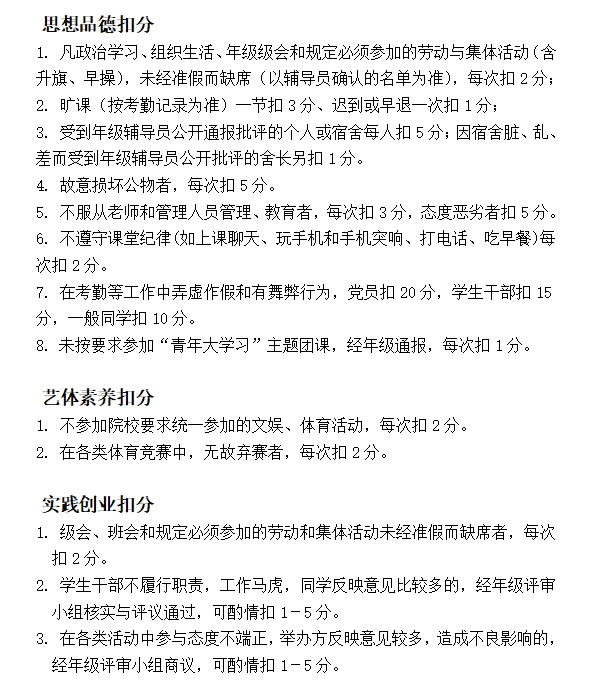 思想品德扣分
1. 凡政治学习、组织生活、年级级会和规定必须参加的劳动与集体活动(含
升旗、早操)，未经准假而缺席（以辅导员确认的名单为准），每次扣2分；
2. 旷课（按考勤记录为准）一节扣3分、迟到或早退一次扣1分；
3. 受到年级辅导员公开通报批评的个人或宿舍每人扣5分；因宿舍脏、乱、
差而受到年级辅导员公开批评的舍长另扣1分。
4. 故意损坏公物者，每次扣5分。
5. 不服从老师和管理人员管理、教育者，每次扣3分，态度恶劣者扣5分。
6. 不遵守课堂纪律(如上课聊天、玩手机和手机突响、打电话、吃早餐)每
次扣2分。
7. 在考勤等工作中弄虚作假和有舞弊行为，党员扣20分，学生干部扣15
分，一般同学扣10分。
8. 未按要求参加“青年大学习”主题团课，经年级通报，每次扣1分。
艺体素养扣分
1. 不参加院校要求统一参加的文娱、体育活动，每次扣2分。
2. 在各类体育竞赛中，无故弃赛者，每次扣2分。
实践创业扣分
1. 级会、班会和规定必须参加的劳动和集体活动未经准假而缺席者，每次
扣2分。
2. 学生干部不履行职责，工作马虎，同学反映意见比较多的，经年级评审
小组核实与评议通过，可酌情扣1－5分。
3. 在各类活动中参与态度不端正，举办方反映意见较多，造成不良影响的，
经年级评审小组商议，可酌情扣1－5分。